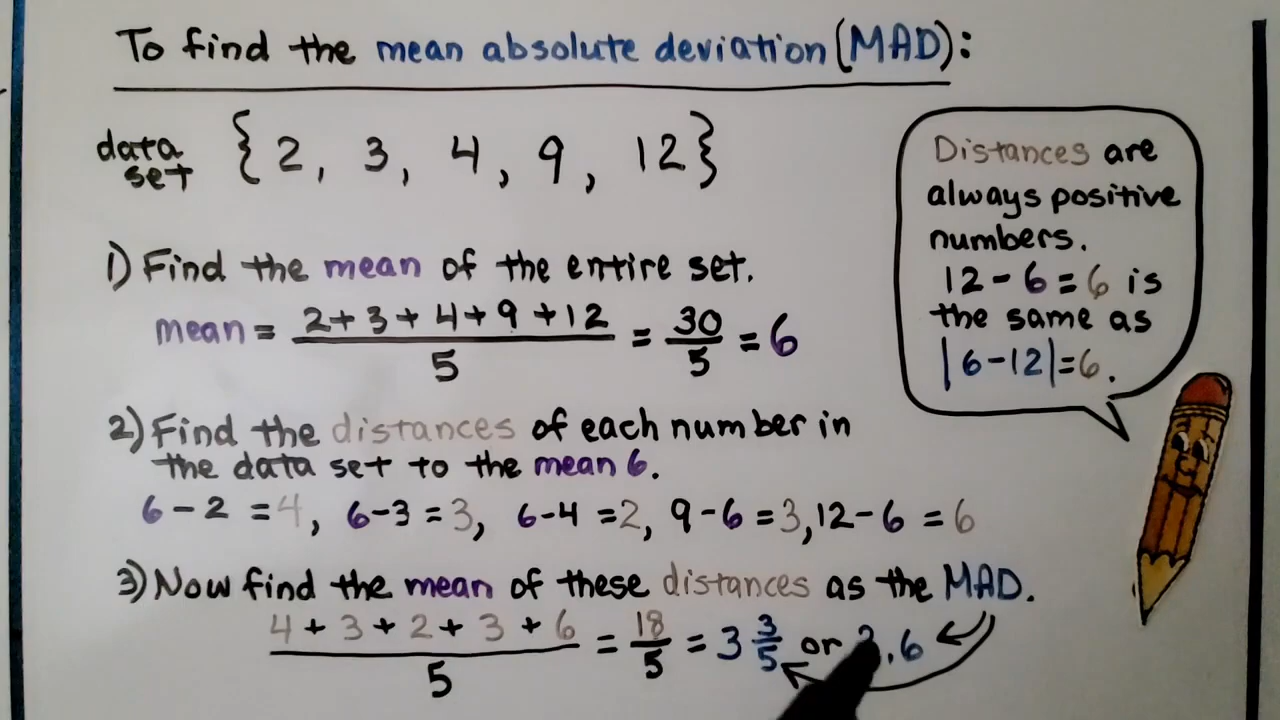 To find the mean absolute deviation (MAD):
data set {2, 3, 4, 9, 12}
1) Find the mean of the entire set.
mean = 2+3+4+9+12/5 = 30/5 = 6
2) Find the distances of each number in
the data set to the mean 6.
6-2=4, 6-3=3, 6-4=2, 9-6=3, 12-6=6
3) Now find the mean of these distances as the MAD.
4+3+2+3+6/5 = 18/5 = 3 3/5 or .6
Distances are
always positive
numbers.
12-6=6 is
the same as
|6-12|=6.